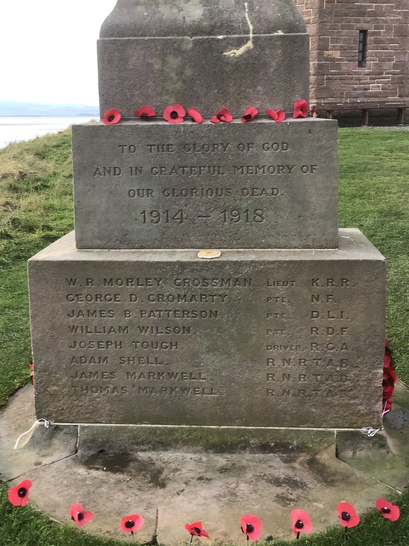 TO THE GLORY OF GOD
AND IN GRATEFUL MEMORY OF
OUR GLORIOUS DEAD.
1914 – 1918
W. R. MORLEY CROSSMAN LIEUT. K.R.R.
GEORGE D. CROMARTY PTE. N.F.
JAMES B. PATTERSON PTE. D.L.I.
WILLIAM WILSON PTE. R.D.F.
JOSEPH TOUGH DRIVER R.G.A.
ADAM SHELL R.N.R.T.A.B.
JAMES MARKWELL R.N.R.T.A.B.
THOMAS MARKWELL R.N.R.T.